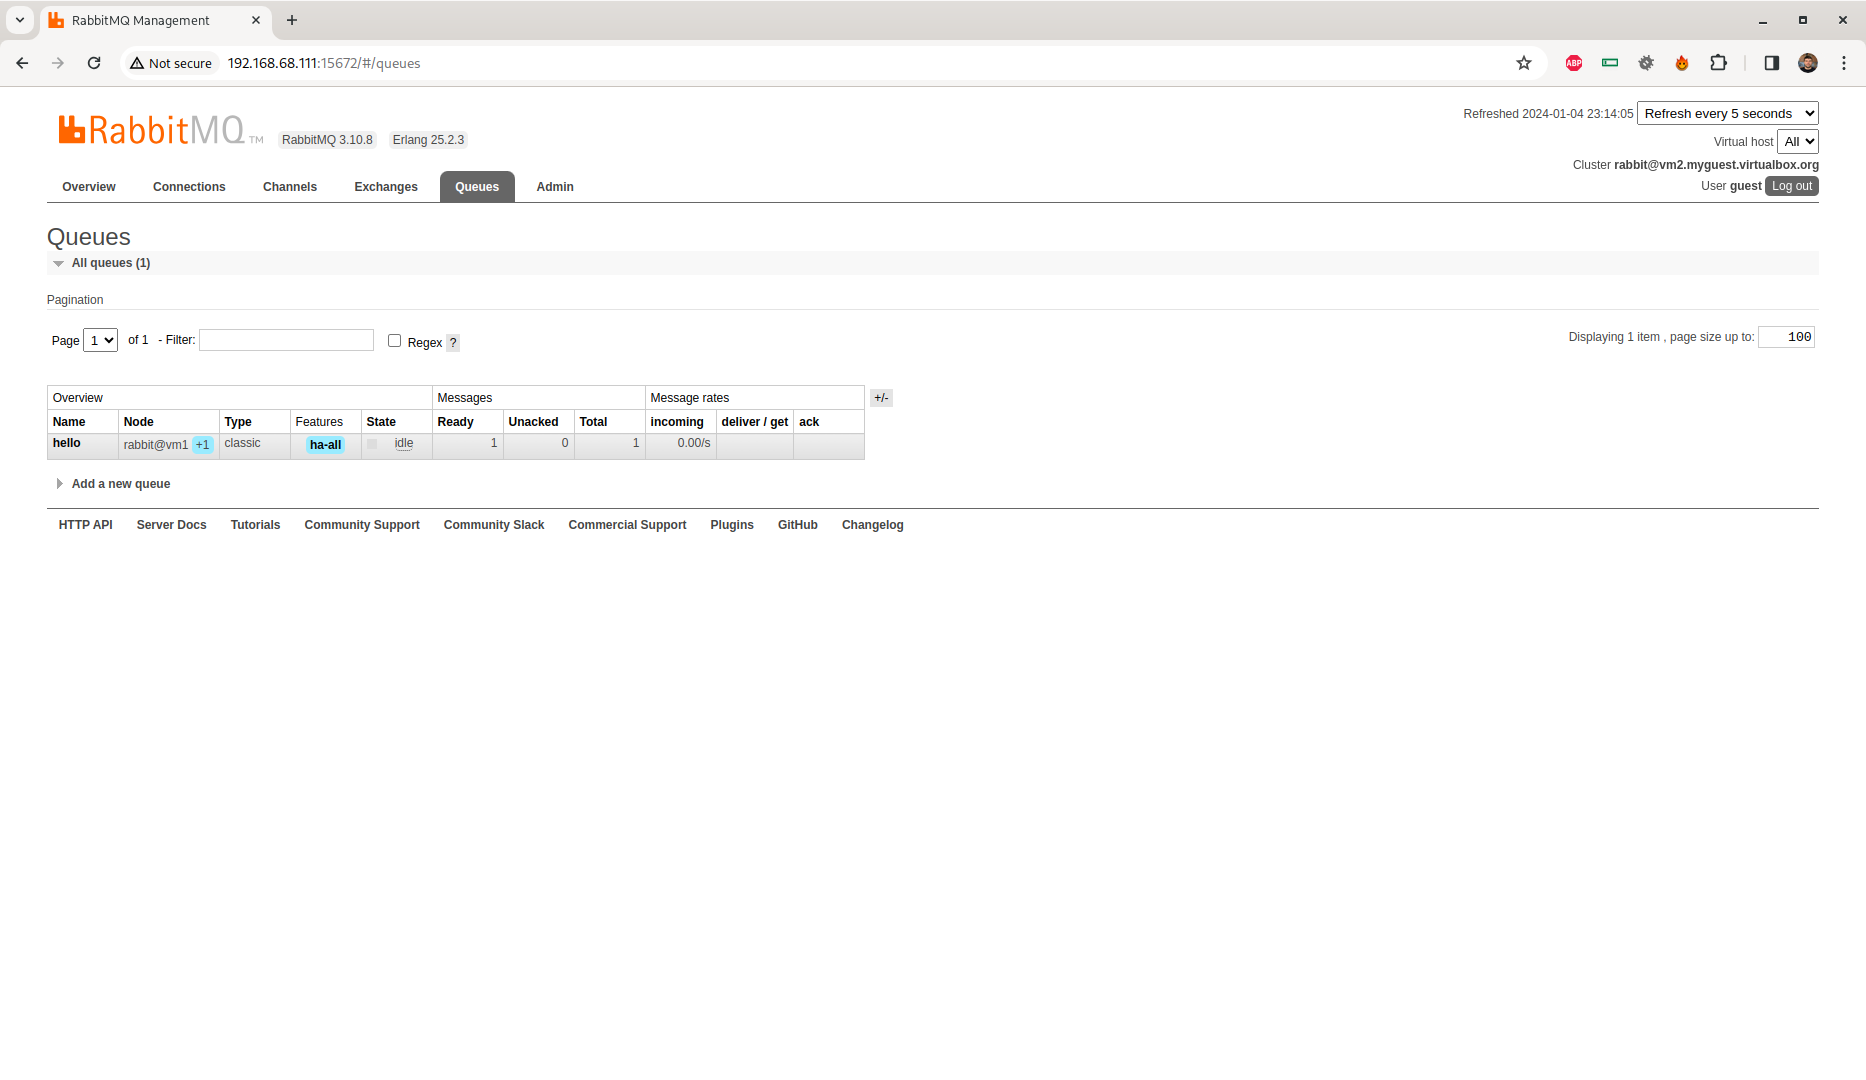 RabbitMQ Management
Not secure 192.168.68.111:15672/#/queues
ABP
RabbitMQ TM RabbitMQ 3.10.8 Erlang 25.2.3
Refreshed 2024-01-04 23:14:05 Refresh every 5 seconds
Virtual host All
Cluster rabbit@vm2.myguest.virtualbox.org
User guest Log out
Overview Connections Channels Exchanges Queues Admin
Queues
All queues (1)
Pagination
Page 1 of 1 - Filter: Regex ?
Displaying 1 item , page size up to: 100
Overview Messages Message rates +/-
Name Node Type Features State Ready Unacked Total incoming deliver / get ack
hello rabbit@vm1 +1 classic ha-all idle 1 0 1 0.00/s
Add a new queue
HTTP API Server Docs Tutorials Community Support Community Slack Commercial Support Plugins GitHub Changelog